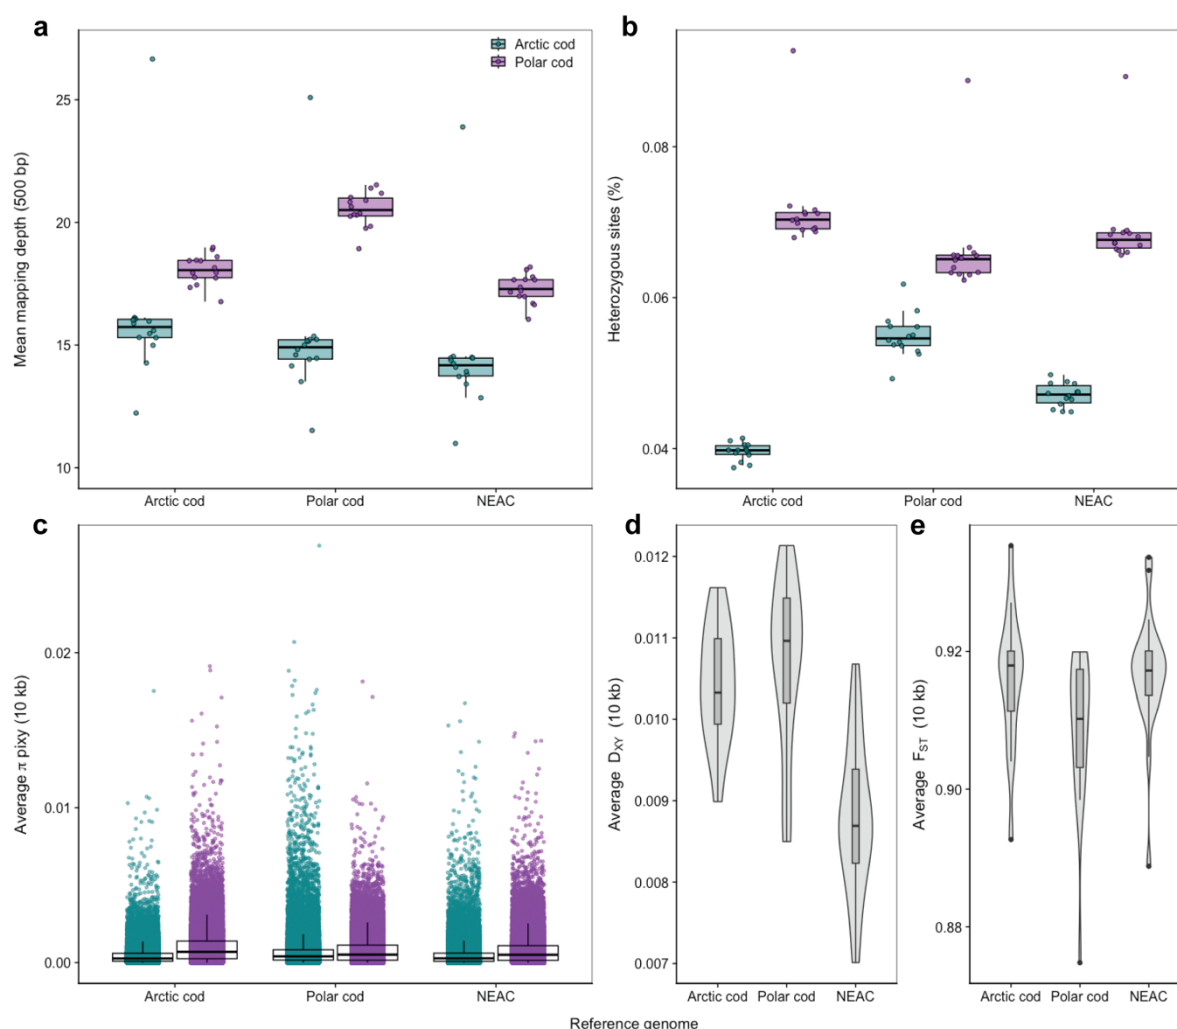 a
Mean mapping depth (500 bp)
25
20
15
10
Arctic cod
Polar cod
Arctic cod
Polar cod
NEAC
b
Heterozygous sites (%)
0.08
0.06
0.04
Arctic cod
Polar cod
NEAC
c
Average π pixy (10 kb)
0.02
0.01
0.00
Arctic cod
Polar cod
NEAC
d
Average DXY (10 kb)
0.012
0.011
0.010
0.009
0.008
0.007
Arctic cod
Polar cod
NEAC
e
Average FST (10 kb)
0.92
0.90
0.88
Arctic cod
Polar cod
NEAC
Reference genome